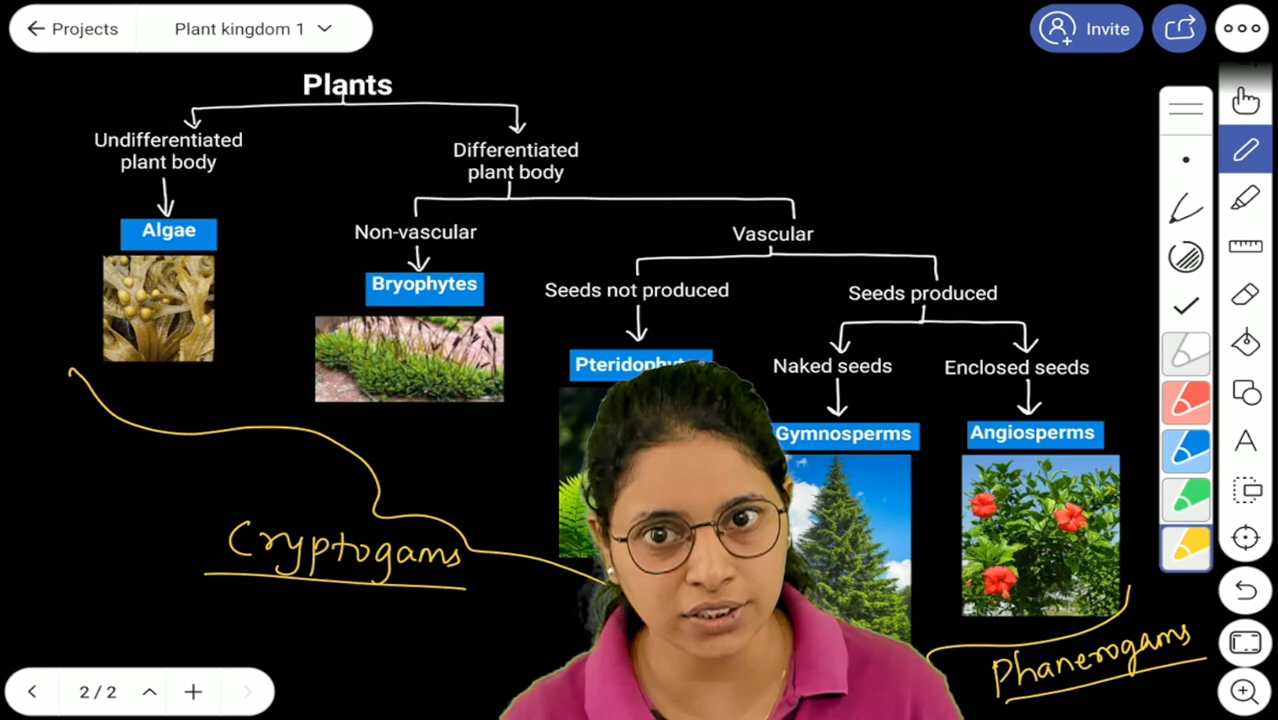 Projects
Plant kingdom 1
Invite
Plants
Undifferentiated
plant body
Differentiated
plant body
Algae
Non-vascular
Vascular
Bryophytes
Seeds not produced
Seeds produced
Naked seeds
Enclosed seeds
Gymnosperms
Angiosperms
Cryptogams
Phanerogams
2 / 2
A